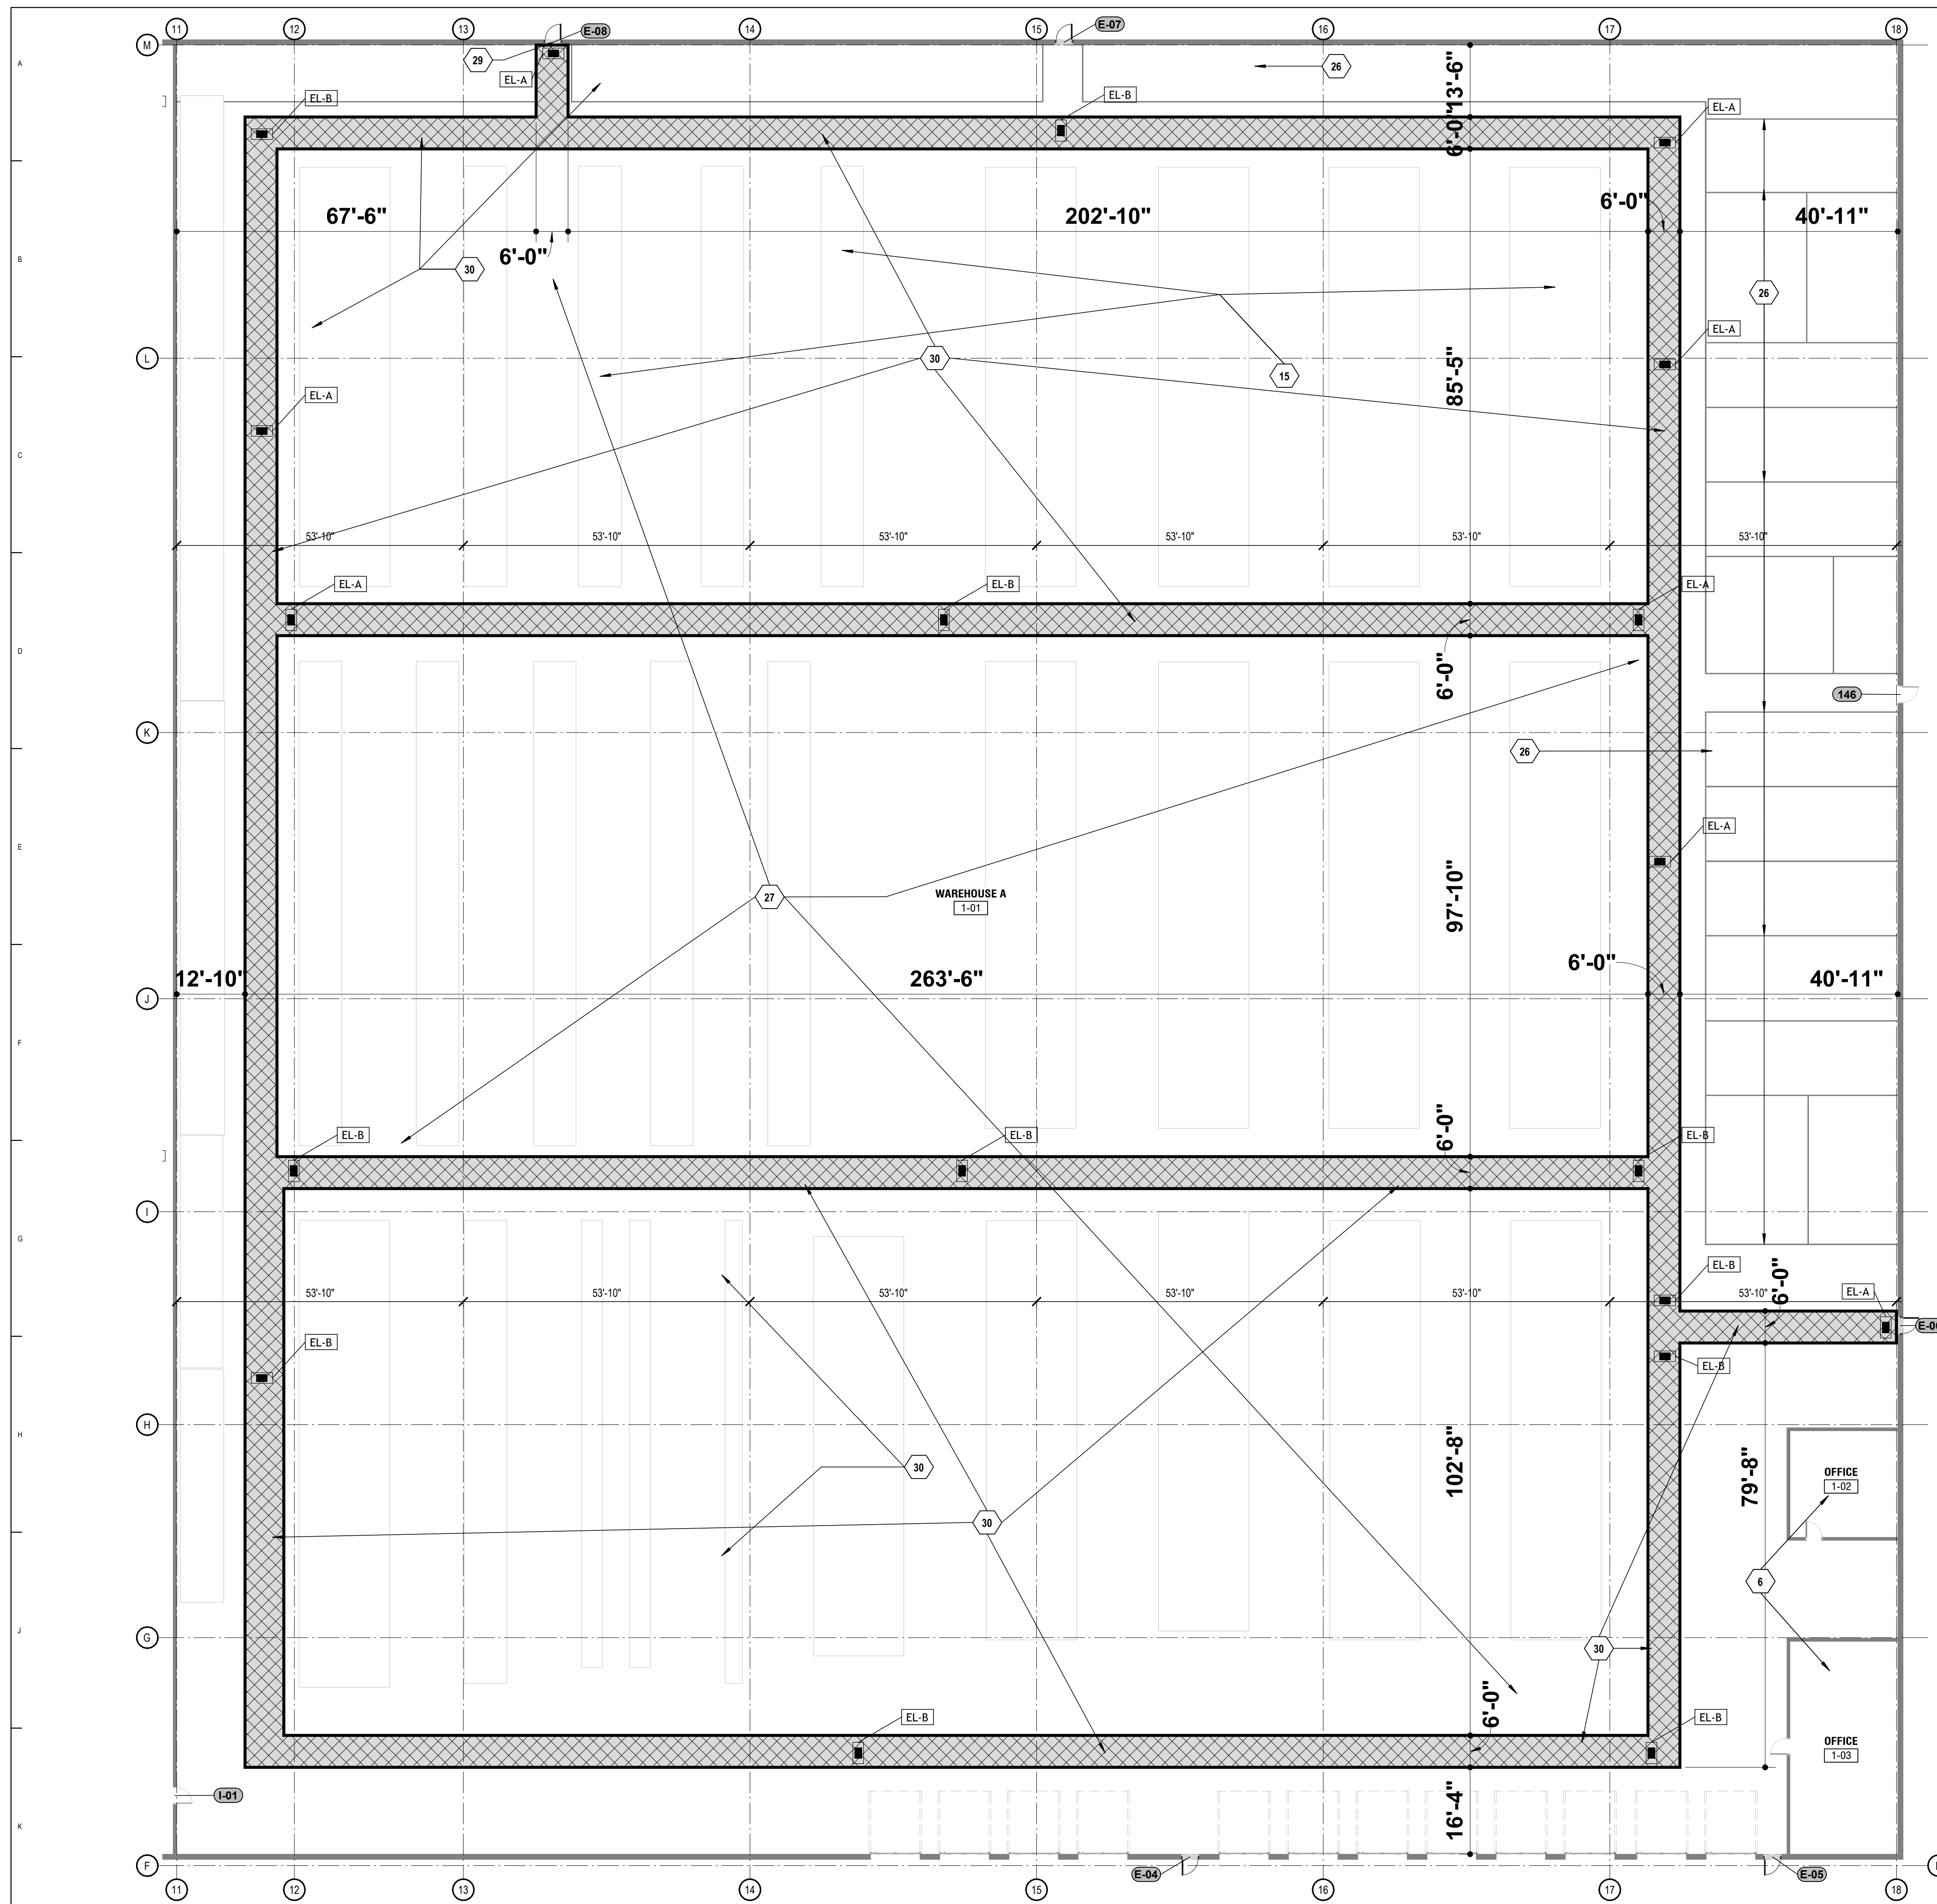 11
12
13
14
15
16
17
18
E-08
E-07
M
A
29
EL-A
26
13'-6"
EL-B
EL-B
EL-A
6'-0"
67'-6"
202'-10"
6'-0"
40'-11"
6'-0"
B
30
26
EL-A
L
30
15
85'-5"
EL-A
C
53'-10"
53'-10"
53'-10"
53'-10"
53'-10"
53'-10"
EL-A
EL-B
EL-A
D
6'-0"
146
K
26
EL-A
E
27
WAREHOUSE A
1-01
97'-10"
12'-10"
263'-6"
6'-0"
40'-11"
J
F
6'-0"
EL-B
EL-B
EL-B
I
G
EL-B
6'-0"
53'-10"
53'-10"
53'-10"
53'-10"
53'-10"
53'-10"
EL-A
EL-B
EL-B
H
H
30
102'-8"
79'-8"
OFFICE
1-02
30
6
J
G
30
6'-0"
EL-B
EL-B
OFFICE
1-03
I-01
16'-4"
K
F
E-04
E-05
11
12
13
14
15
16
17
18